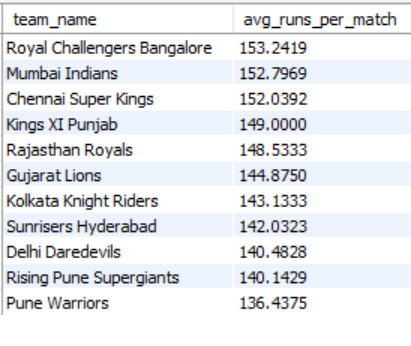 team_name avg_runs_per_match
Royal Challengers Bangalore 153.2419
Mumbai Indians 152.7969
Chennai Super Kings 152.0392
Kings XI Punjab 149.0000
Rajasthan Royals 148.5333
Gujarat Lions 144.8750
Kolkata Knight Riders 143.1333
Sunrisers Hyderabad 142.0323
Delhi Daredevils 140.4828
Rising Pune Supergiants 140.1429
Pune Warriors 136.4375